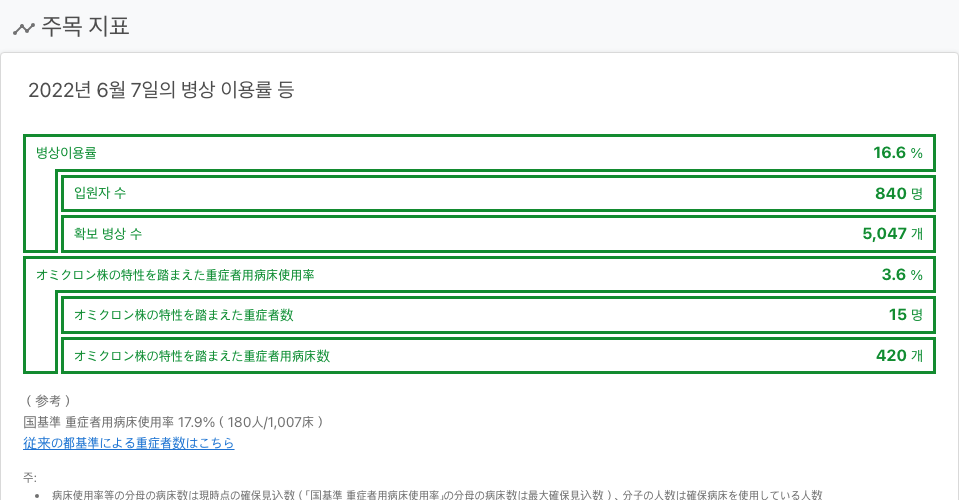 주목 지표
2022년 6월 7일의 병상 이용률 등
병상이용률 16.6 %
입원자 수 840 명
확보 병상 수 5,047 개
オミクロン株の特性を踏まえた重症者用病床使用率 3.6 %
オミクロン株の特性を踏まえた重症者数 15 명
オミクロン株の特性を踏まえた重症者用病床数 420 개
( 参考 )
国基準 重症者用病床使用率 17.9% ( 180人/1,007床 )
従来の都基準による重症者数はこちら
주:
• 病床使用率等の分母の病床数は現時点の確保見込数 (「国基準 重症者用病床使用率」の分母の病床数は最大確保見込数 ) 、分子の人数は確保病床を使用している人数